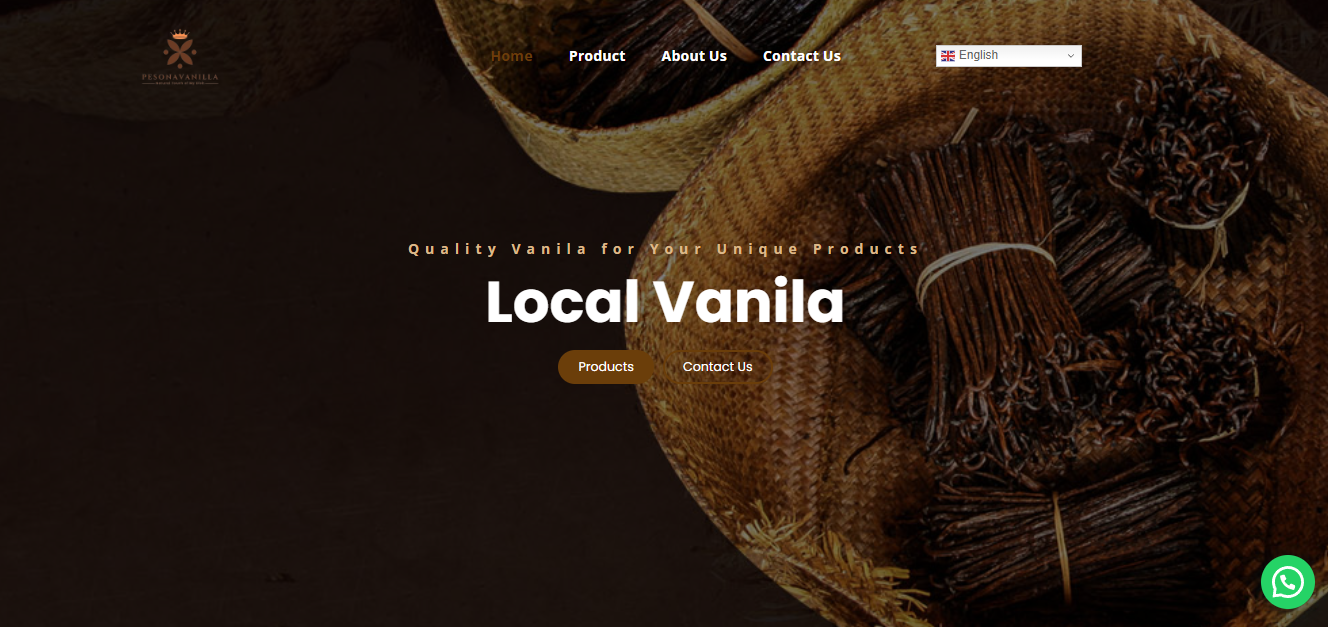 PESONAVANILLA
Home Product About Us Contact Us
English
Quality Vanila for Your Unique Products
Local Vanila
Products Contact Us